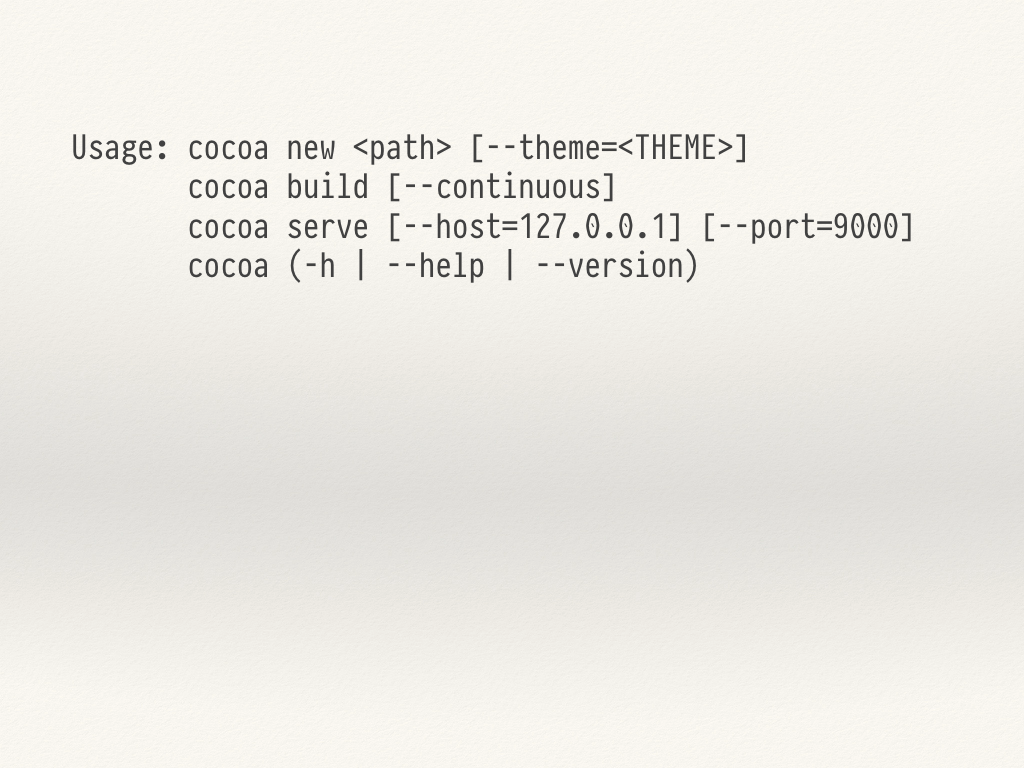 Usage: cocoa new <path> [--theme=<THEME>]
cocoa build [--continuous]
cocoa serve [--host=127.0.0.1] [--port=9000]
cocoa (-h | --help | --version)